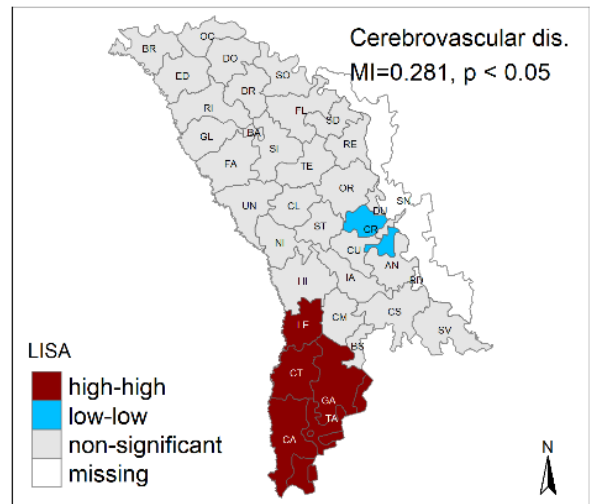 Cerebrovascular dis.
MI=0.281, p < 0.05
OC
BR
DO
ED
SO
DR
RI
FL
SD
GL
BA
RE
SI
FA
TE
OR
UN
CL
SN
DU
ST
CR
NI
CU
AN
HI
IA
BD
LE
CM
CS
SV
BS
CT
GA
TA
CA
LISA
high-high
low-low
non-significant
missing
N